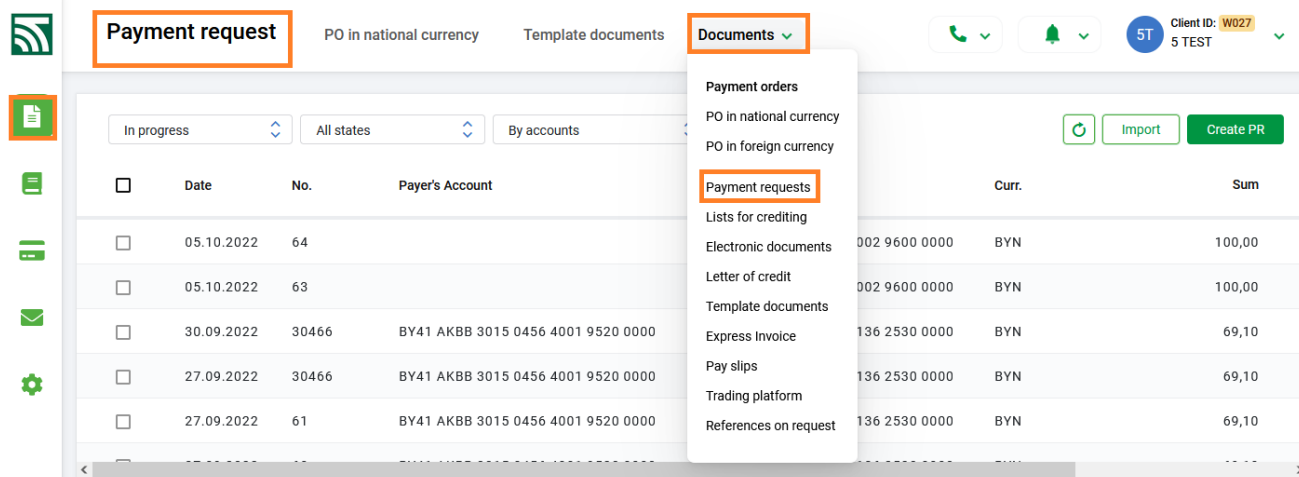 Payment request
PO in national currency
Template documents
Documents
Client ID: W027
5T
5 TEST
Payment orders
PO in national currency
PO in foreign currency
Payment requests
Lists for crediting
Electronic documents
Letter of credit
Template documents
Express Invoice
Pay slips
Trading platform
References on request
In progress
All states
By accounts
Import
Create PR
Date No. Payer's Account Curr. Sum
05.10.2022 64 002 9600 0000 BYN 100,00
05.10.2022 63 002 9600 0000 BYN 100,00
30.09.2022 30466 BY41 AKBB 3015 0456 4001 9520 0000 136 2530 0000 BYN 69,10
27.09.2022 30466 BY41 AKBB 3015 0456 4001 9520 0000 136 2530 0000 BYN 69,10
27.09.2022 61 BY41 AKBB 3015 0456 4001 9520 0000 136 2530 0000 BYN 69,10